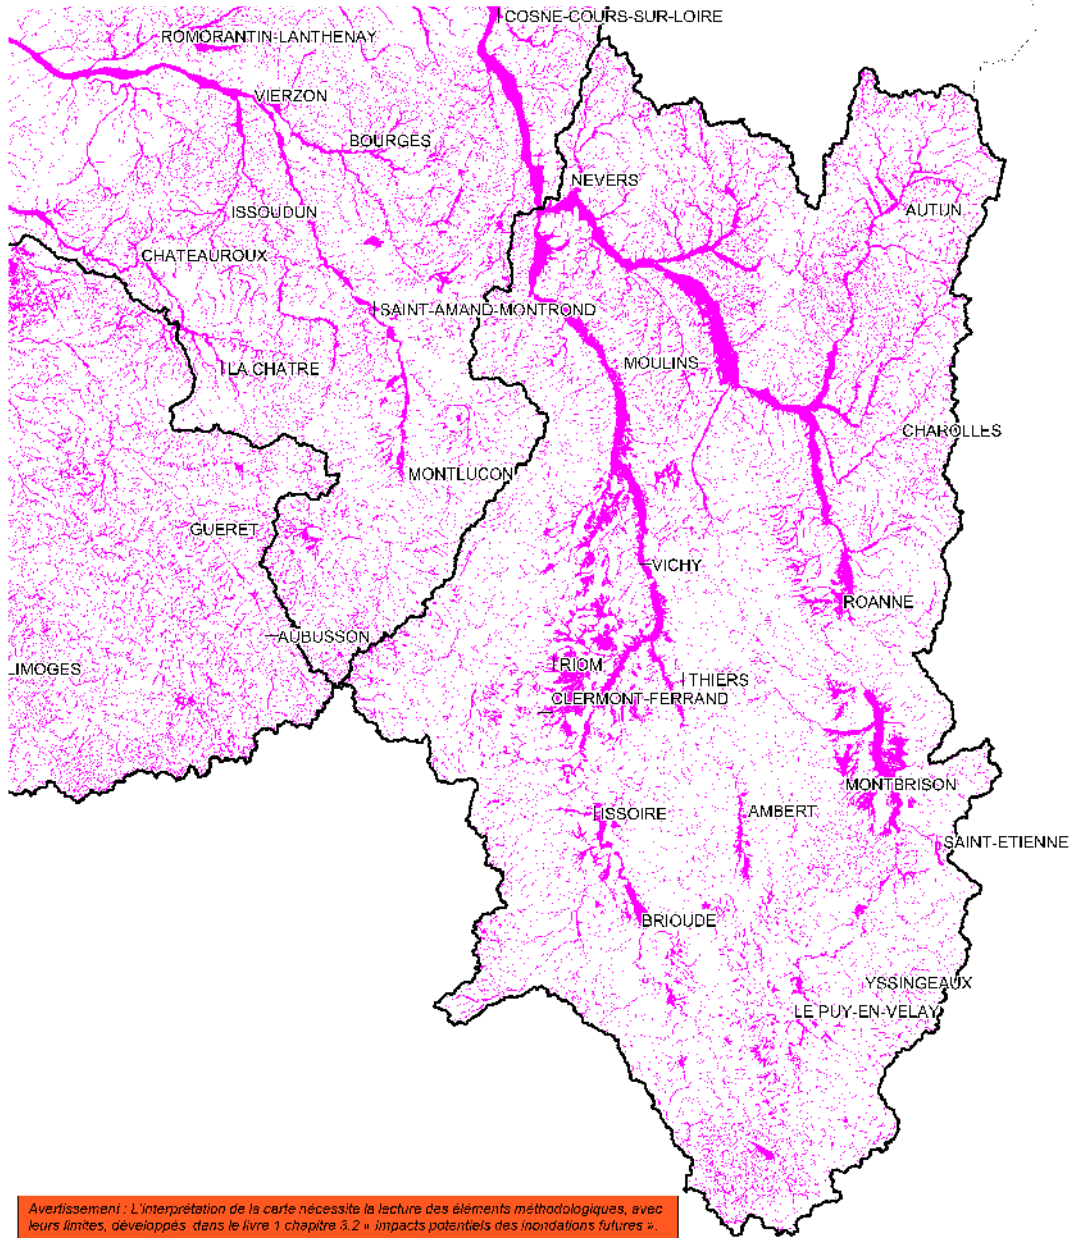 COSNE-COURS-SUR-LOIRE
ROMORANTIN-LANTHENAY
VIERZON
BOURGES
NEVERS
ISSOUDUN
AUTUN
CHATEAUROUX
SAINT-AMAND-MONTROND
MOULINS
LA CHATRE
CHAROLLES
MONTLUCON
GUERET
VICHY
ROANNE
AUBUSSON
LIMOGES
RIOM
THIERS
CLERMONT-FERRAND
MONTBRISON
ISSOIRE
AMBERT
SAINT-ETIENNE
BRIOUDE
YSSINGEAUX
LE PUY-EN-VELAY
Avertissement : L'interprétation de la carte nécessite la lecture des éléments méthodologiques, avec
leurs limites, développés dans le livre 1 chapitre 3.2 « Impacts potentiels des inondations futures ».